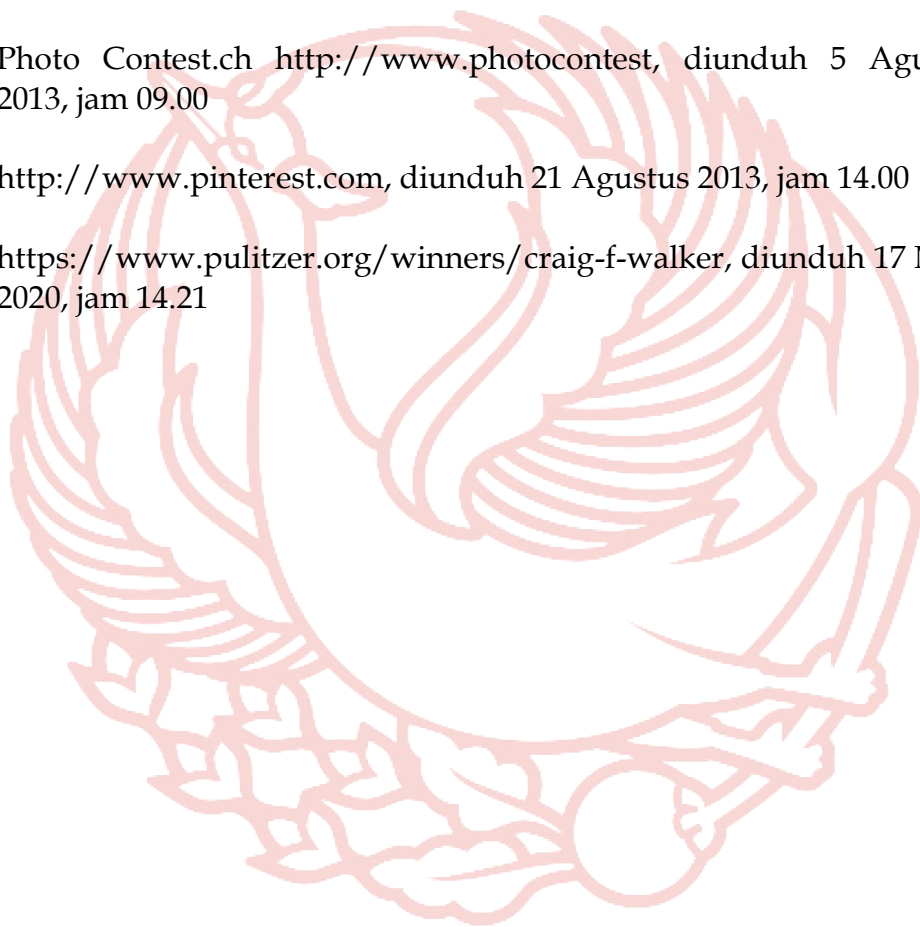 Photo Contest.ch http://www.photocontest, diunduh 5 Agu
2013, jam 09.00
http://www.pinterest.com, diunduh 21 Agustus 2013, jam 14.00
https://www.pulitzer.org/winners/craig-f-walker, diunduh 17
2020, jam 14.21